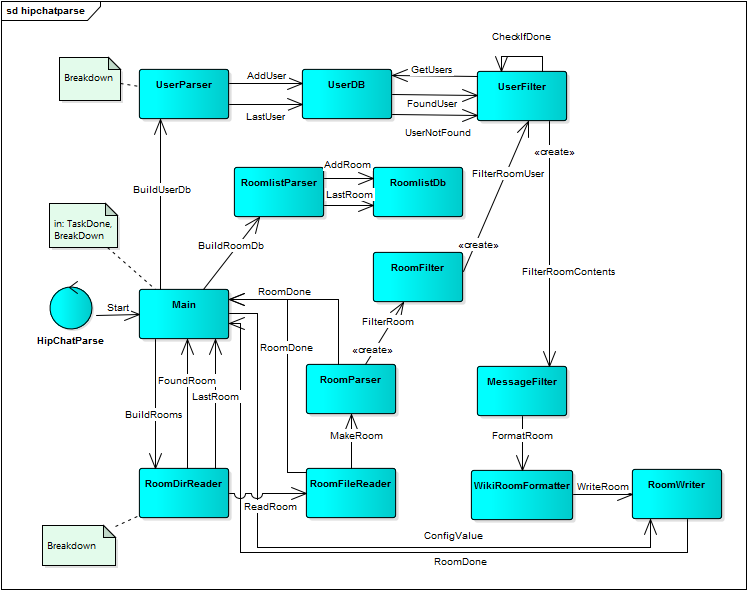 sd hipchatparse
CheckIfDone
Breakdown
UserParser
AddUser
LastUser
UserDB
GetUsers
FoundUser
UserNotFound
UserFilter
«create»
BuildUserDb
RoomlistParser
AddRoom
LastRoom
RoomlistDb
FilterRoomUser
in: TaskDone,
BreakDown
BuildRoomDb
«create»
RoomFilter
FilterRoomContents
HipChatParse
Start
Main
RoomDone
RoomDone
FilterRoom
«create»
FoundRoom
LastRoom
BuildRooms
RoomParser
MessageFilter
MakeRoom
FormatRoom
RoomDirReader
ReadRoom
RoomFileReader
WikiRoomFormatter
WriteRoom
RoomWriter
Breakdown
ConfigValue
RoomDone